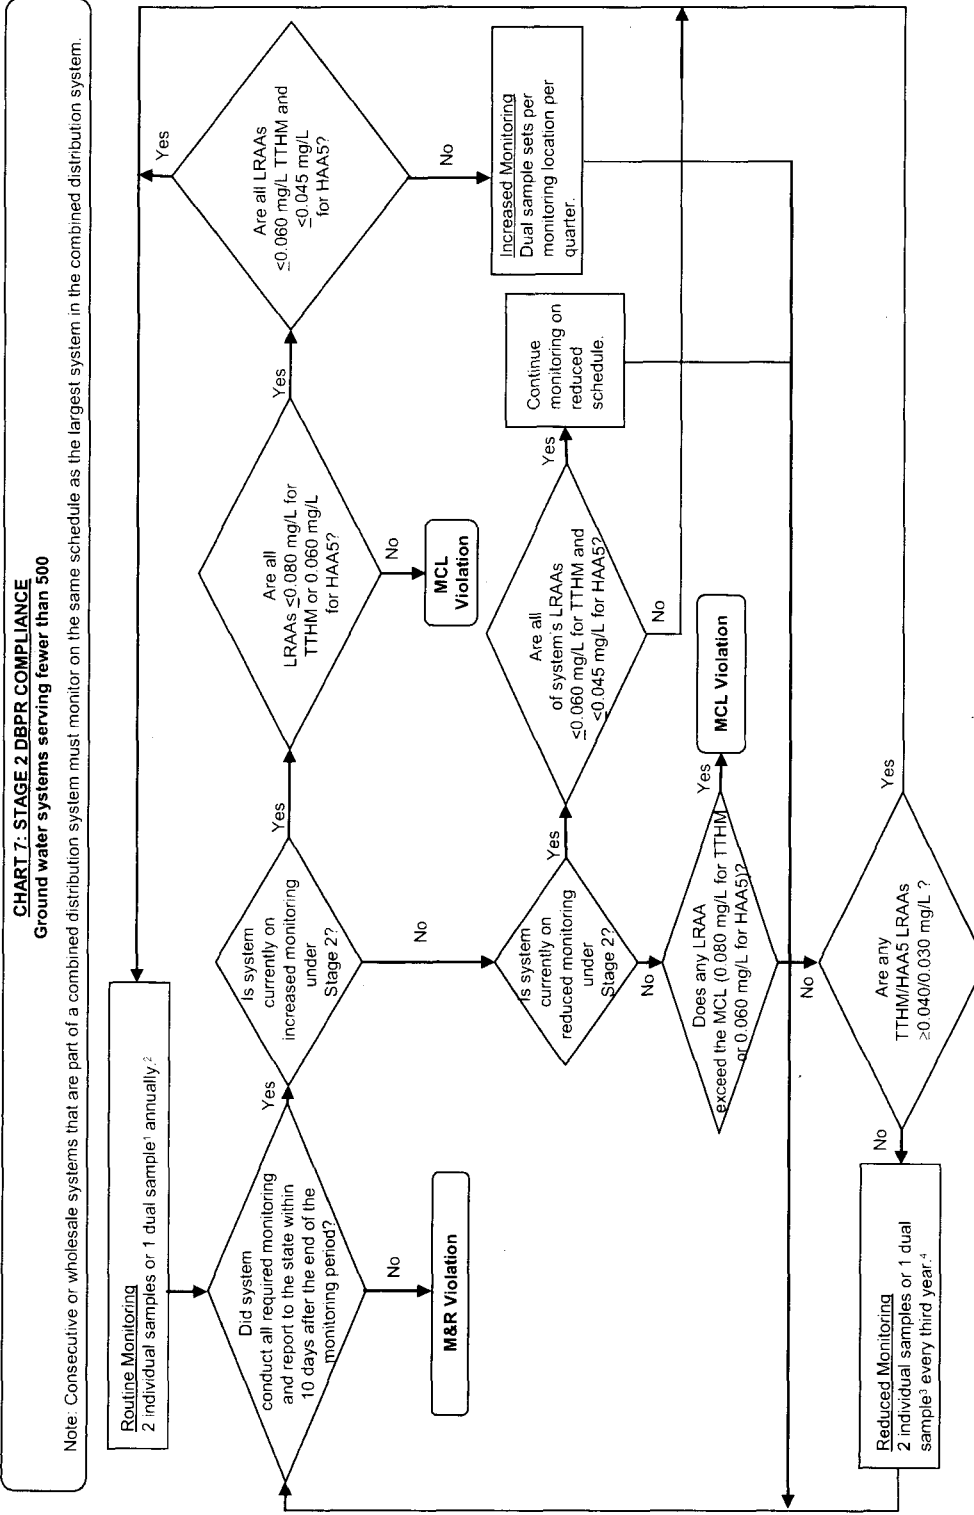 CHART 7: STAGE 2 DBPR COMPLIANCE
Ground water systems serving fewer than 500
Note: Consecutive or wholesale systems that are part of a combined distribution system must monitor on the same schedule as the largest system in the combined distribution system.
Routine Monitoring
2 individual samples or 1 dual sample¹ annually.²
Did system
conduct all required monitoring
and report to the state within
10 days after the end of the
monitoring period?
Yes
No
M&R Violation
Is system
currently on
increased monitoring
under
Stage 2?
Yes
No
Are all
LRAAs ≤0.080 mg/L for
TTHM or 0.060 mg/L
for HAA5?
Yes
No
MCL
Violation
Are all LRAAs
≤0.060 mg/L TTHM and
≤0.045 mg/L
for HAA5?
Yes
No
Increased Monitoring
Dual sample sets per
monitoring location per
quarter.
Is system
currently on
reduced monitoring
under
Stage 2?
Yes
No
Are all
of system's LRAAs
≤0.060 mg/L for TTHM and
≤0.045 mg/L for HAA5?
Yes
No
Continue
monitoring on
reduced
schedule.
Does any LRAA
exceed the MCL (0.080 mg/L for TTHM
or 0.060 mg/L for HAA5)?
Yes
MCL Violation
No
Are any
TTHM/HAA5 LRAAs
≥0.040/0.030 mg/L ?
Yes
No
Reduced Monitoring
2 individual samples or 1 dual
sample³ every third year.⁴